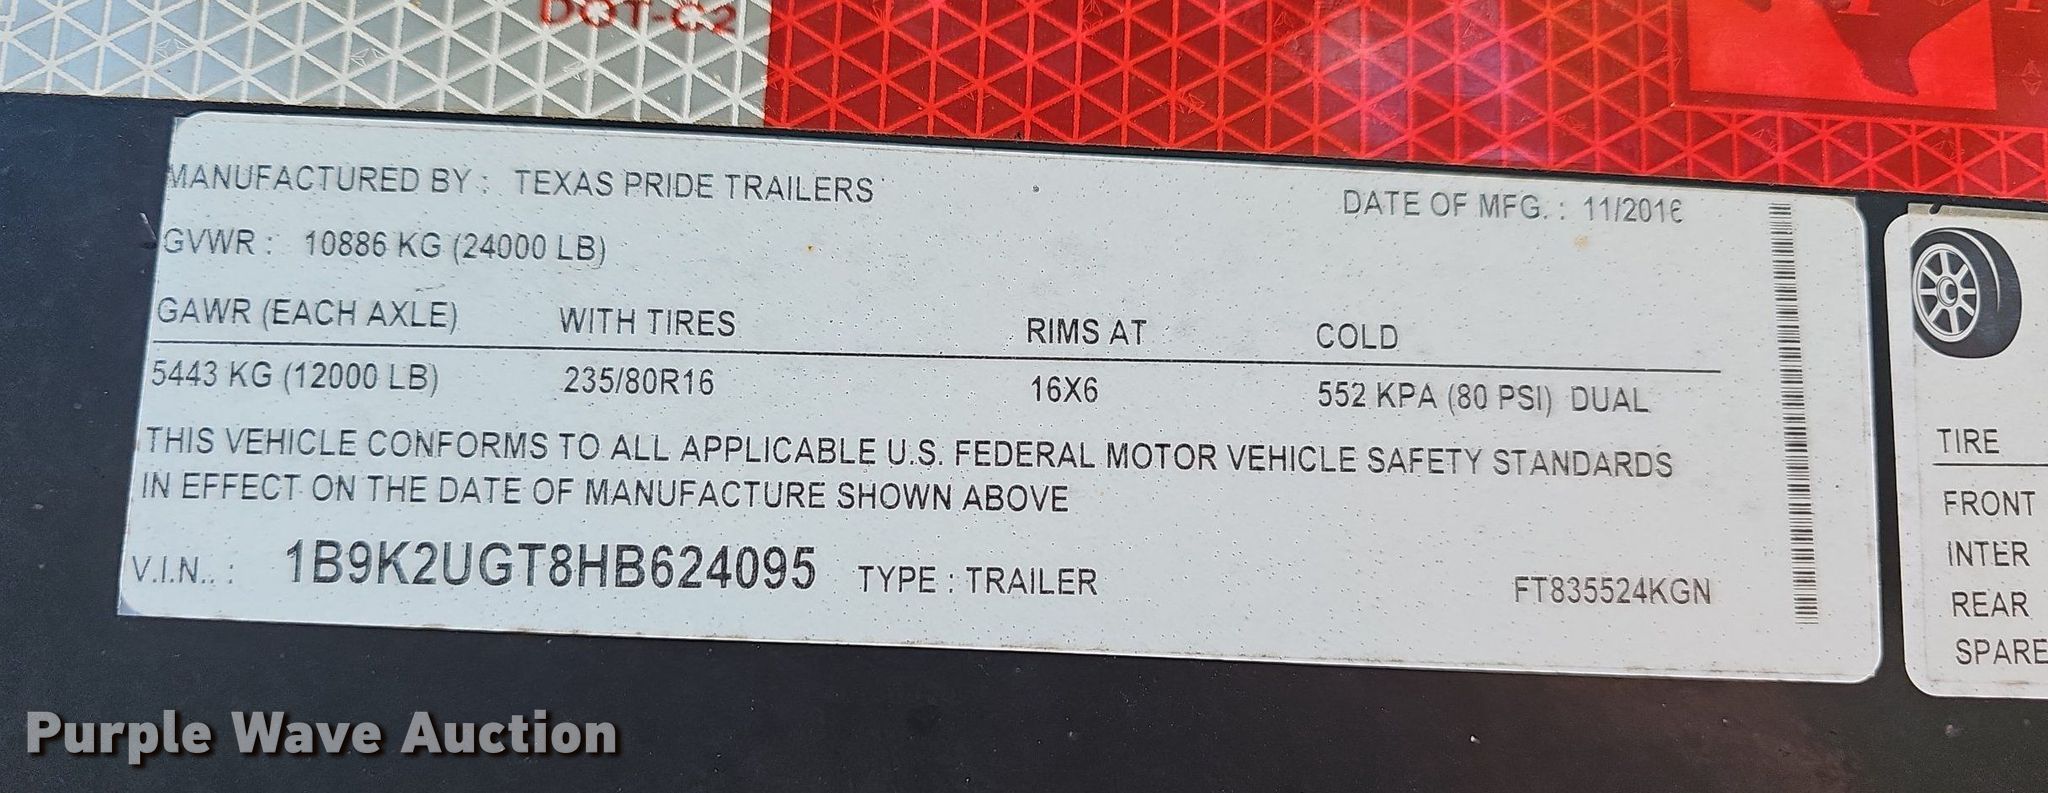 DOT-C2
MANUFACTURED BY : TEXAS PRIDE TRAILERS
DATE OF MFG. : 11/2016
GVWR : 10886 KG (24000 LB)
GAWR (EACH AXLE) WITH TIRES RIMS AT COLD
5443 KG (12000 LB) 235/80R16 16X6 552 KPA (80 PSI) DUAL
THIS VEHICLE CONFORMS TO ALL APPLICABLE U.S. FEDERAL MOTOR VEHICLE SAFETY STANDARDS
IN EFFECT ON THE DATE OF MANUFACTURE SHOWN ABOVE
V.I.N.. : 1B9K2UGT8HB624095 TYPE : TRAILER FT835524KGN
TIRE
FRONT
INTER
REAR
SPARE
Purple Wave Auction